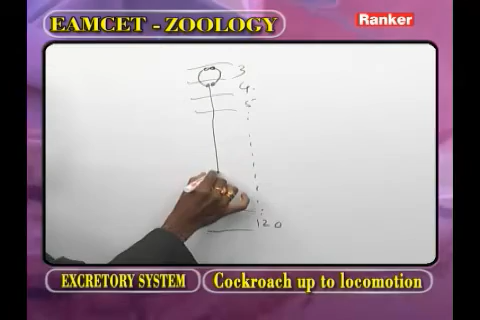 EAMCET - ZOOLOGY
Ranker
3
4
5
120
EXCRETORY SYSTEM
Cockroach up to locomotion